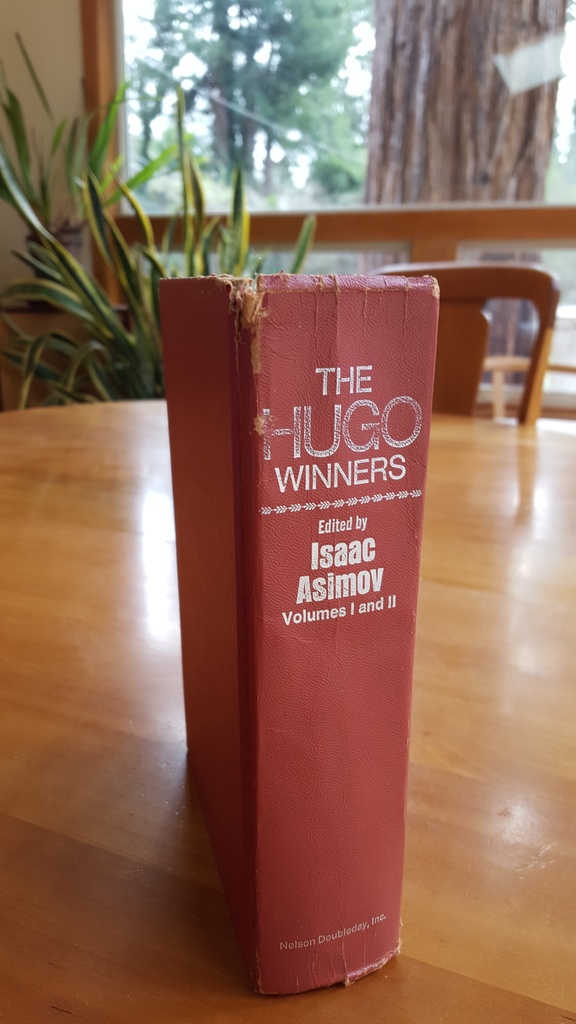 THE
HUGO
WINNERS
Edited by
Isaac
Asimov
Volumes I and II
Nelson Doubleday, Inc.